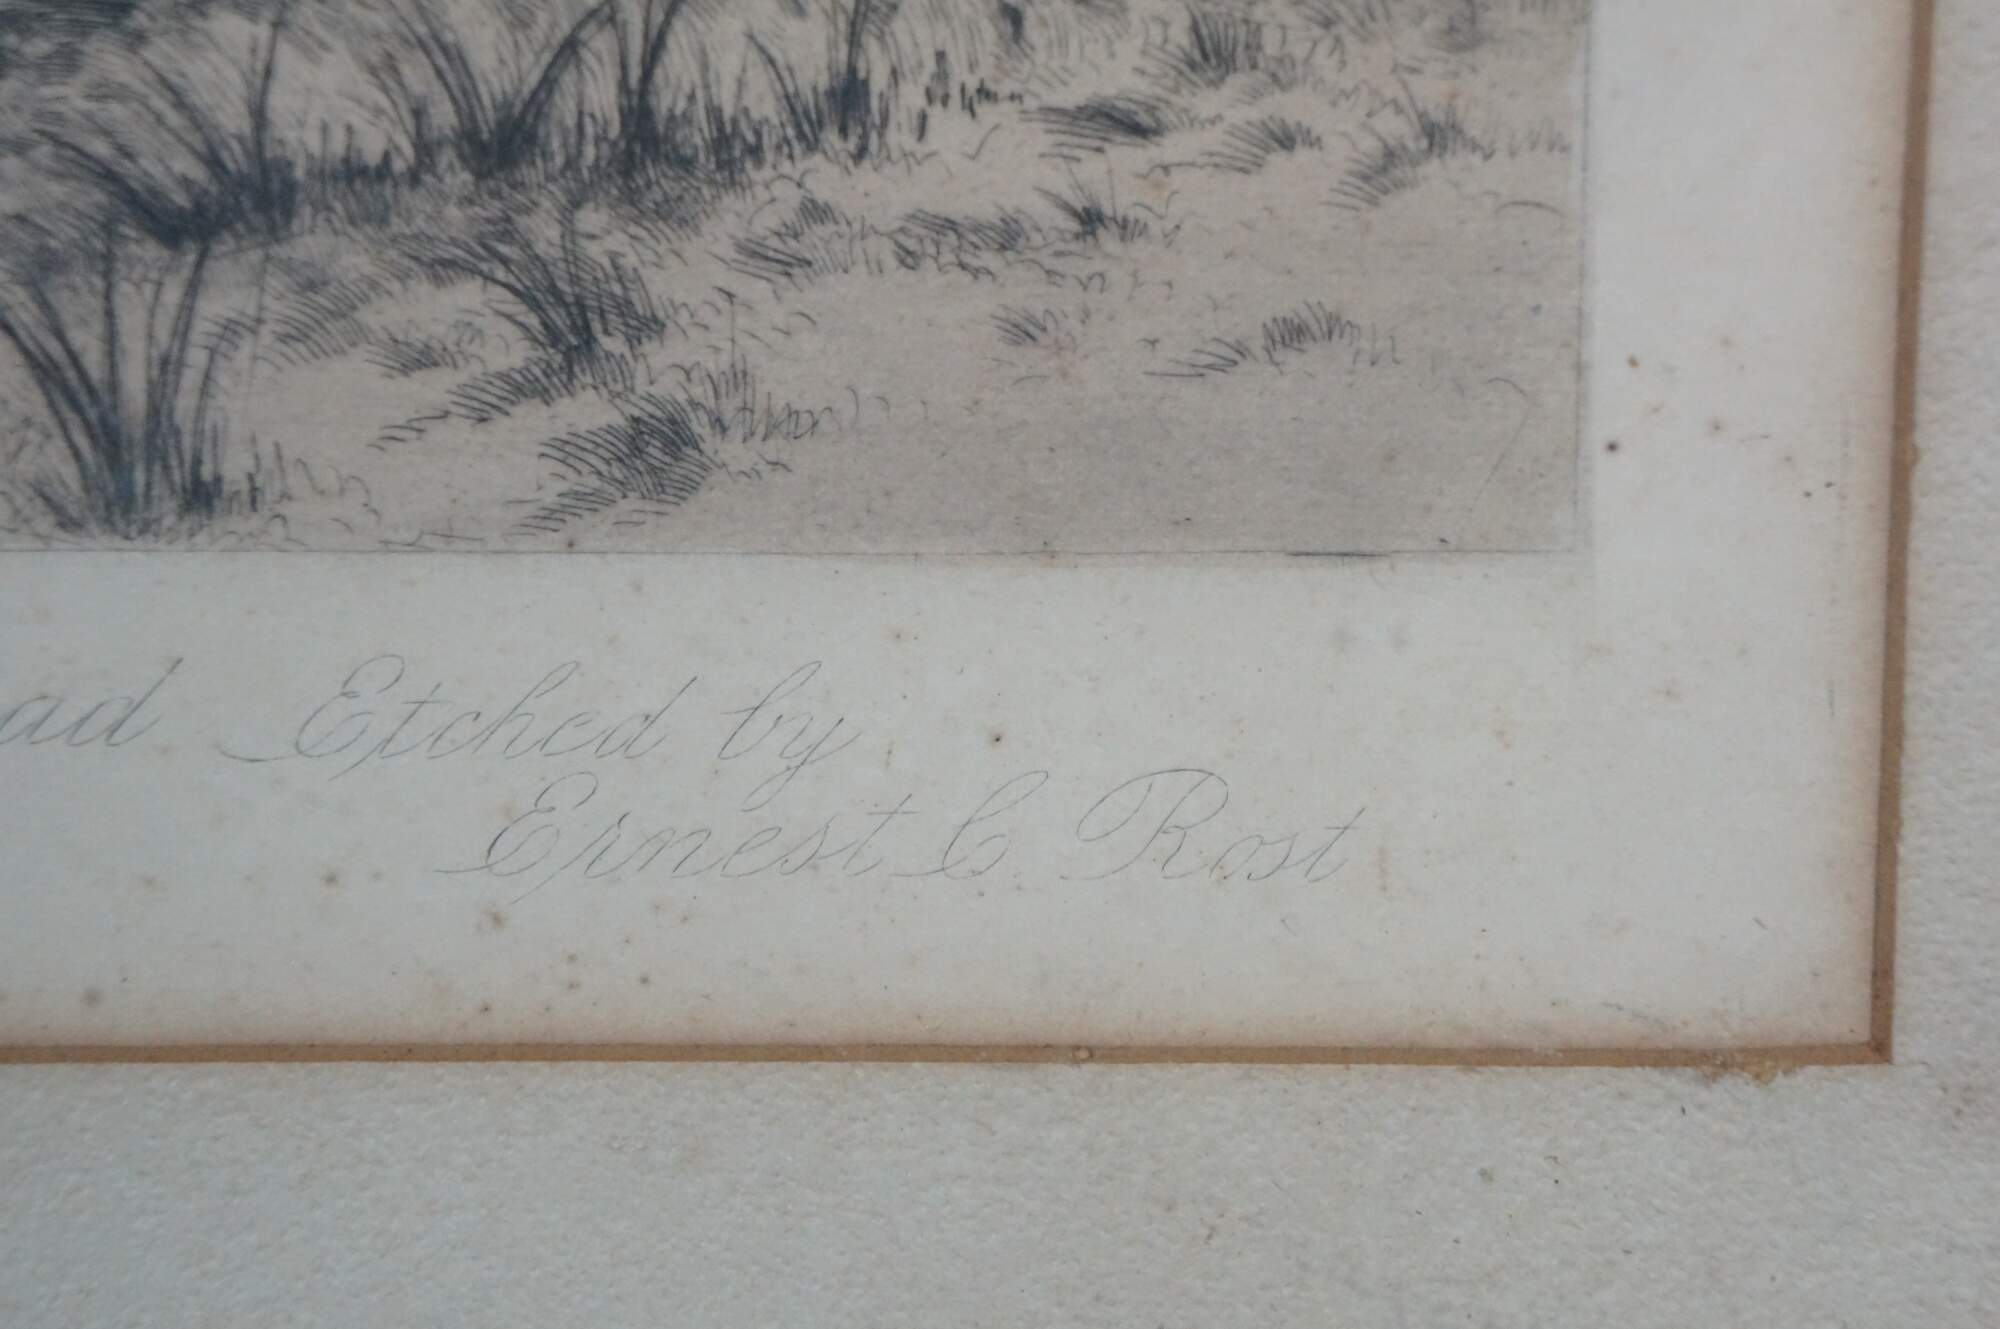 ad Etched by
Ernest C. Rost